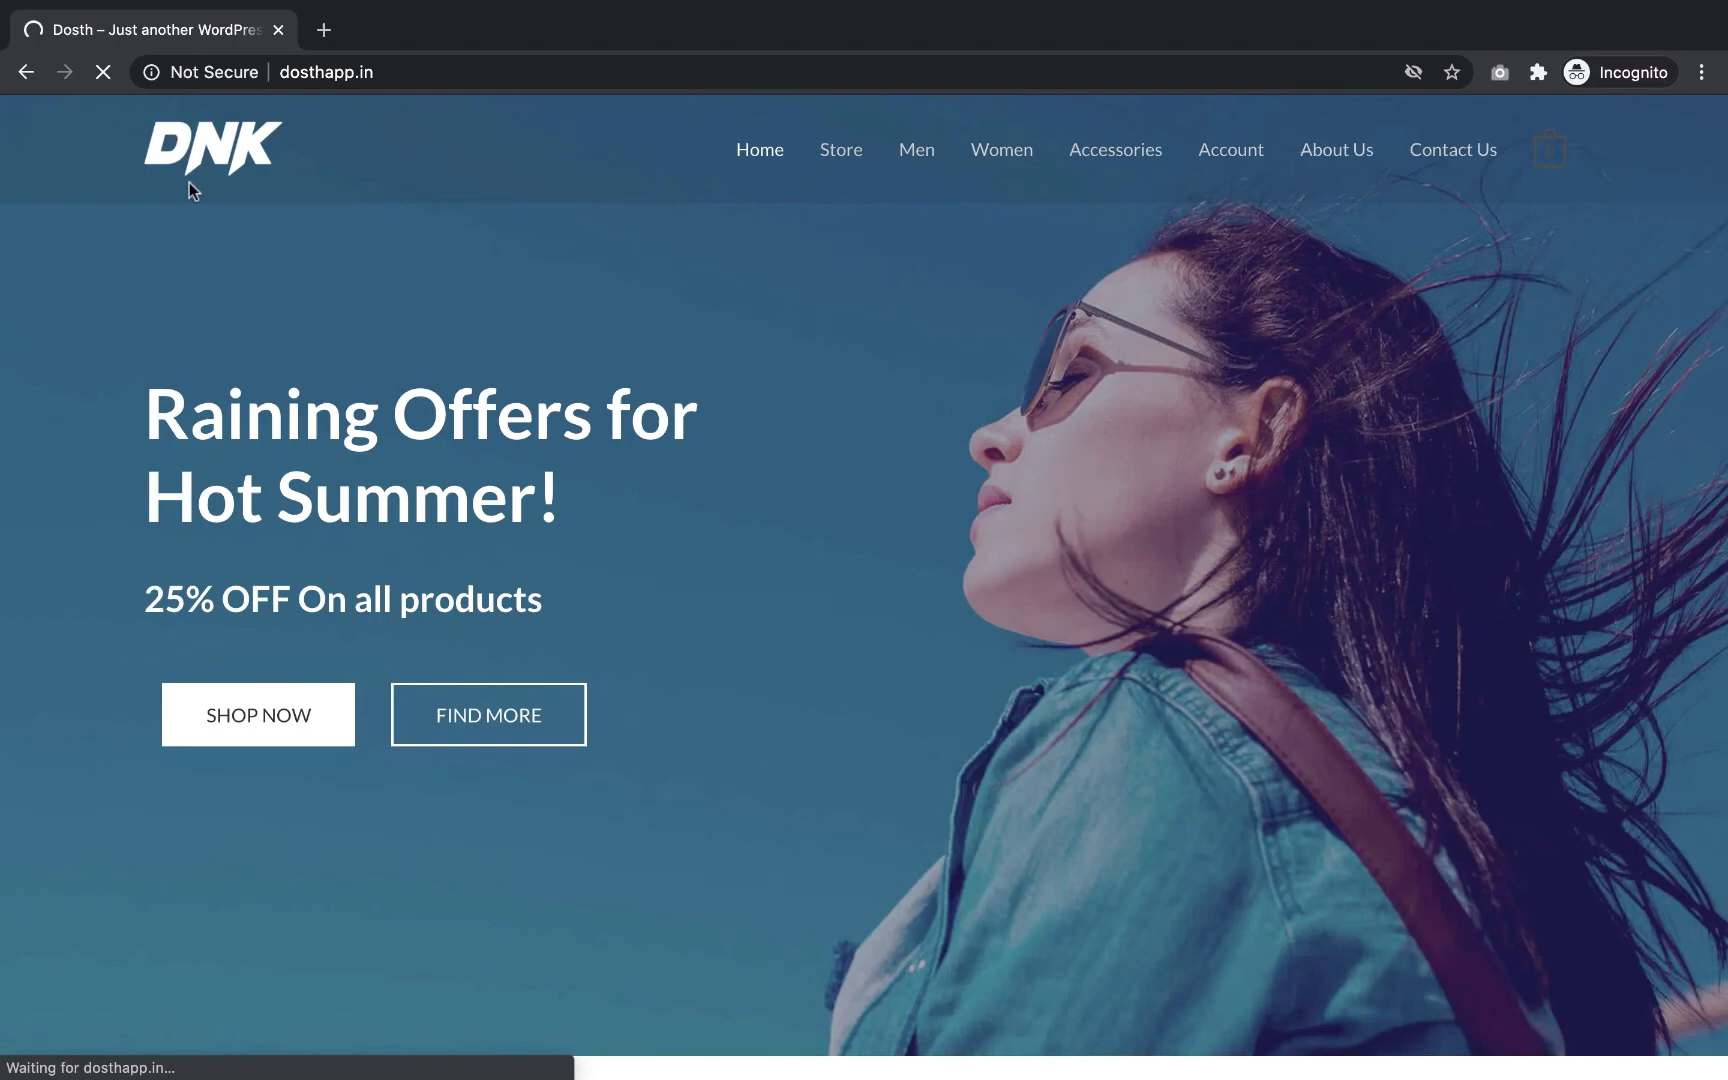 Dosth – Just another WordPres
Not Secure
dosthapp.in
Incognito
DNK
Home
Store
Men
Women
Accessories
Account
About Us
Contact Us
0
Raining Offers for
Hot Summer!
25% OFF On all products
SHOP NOW
FIND MORE
Waiting for dosthapp.in...